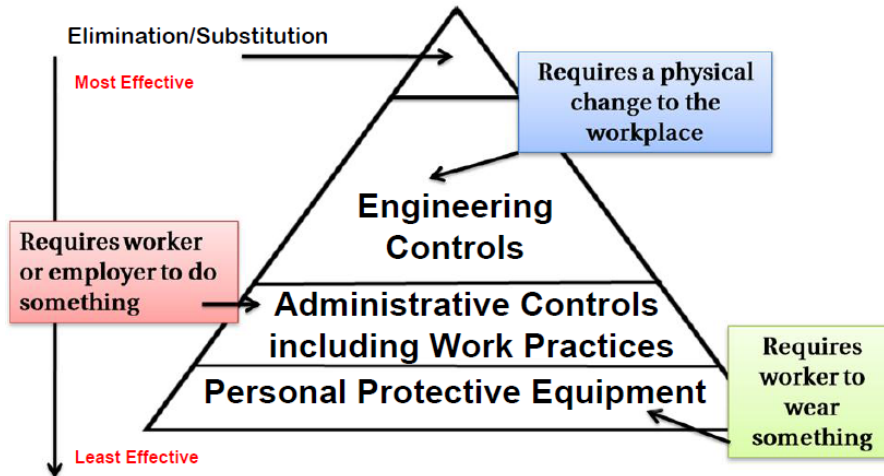 Elimination/Substitution
Most Effective
Requires a physical
change to the
workplace
Engineering
Controls
Requires worker
or employer to do
something
Administrative Controls
including Work Practices
Personal Protective Equipment
Requires
worker to
wear
something
Least Effective